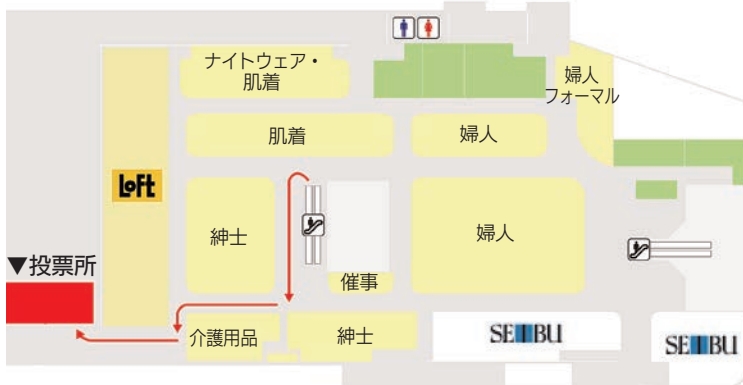 ナイトウェア・
肌着
婦人
フォーマル
肌着
婦人
LoFt
紳士
婦人
▼投票所
催事
介護用品
紳士
SEIBU
SEIBU